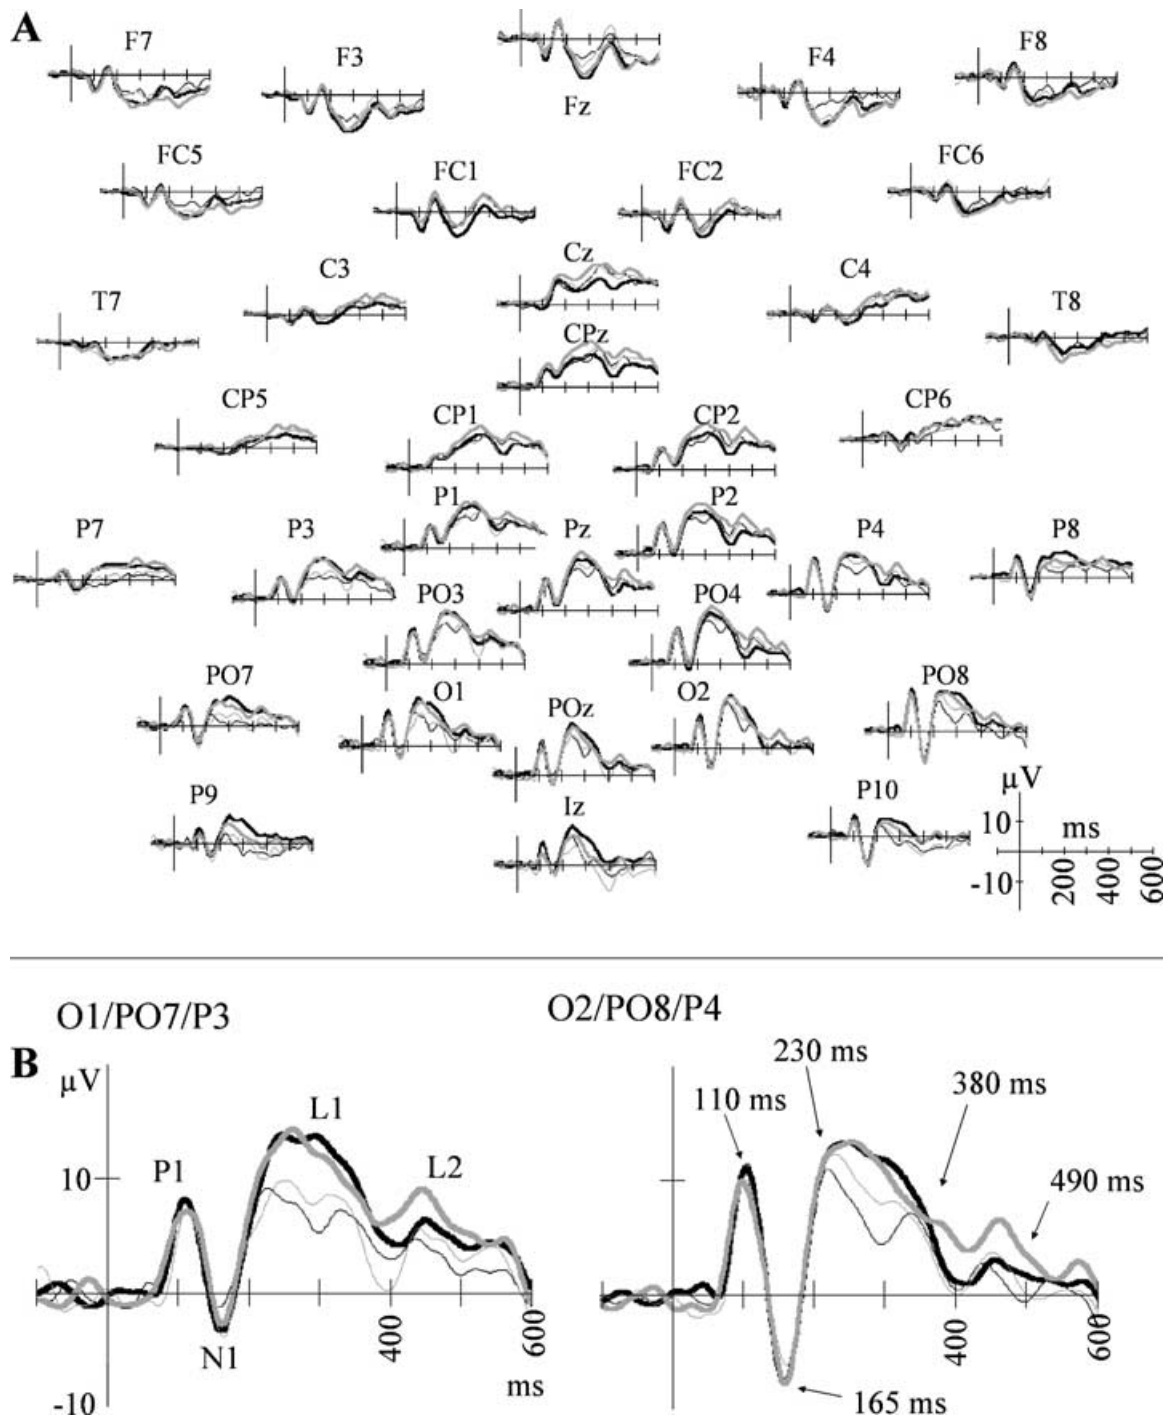 A
F7 F3 Fz F4 F8
FC5 FC1 FC2 FC6
T7 C3 Cz C4 T8
CPz
CP5 CP1 CP2 CP6
P7 P3 P1 Pz P2 P4 P8
PO3 PO4
PO7 O1 POz O2 PO8
P9 Iz P10
µV
10
-10
ms
200 400 600
O1/PO7/P3
B
µV
10
-10
P1
N1
L1
L2
400
600
ms
O2/PO8/P4
110 ms
230 ms
380 ms
490 ms
165 ms
400
600